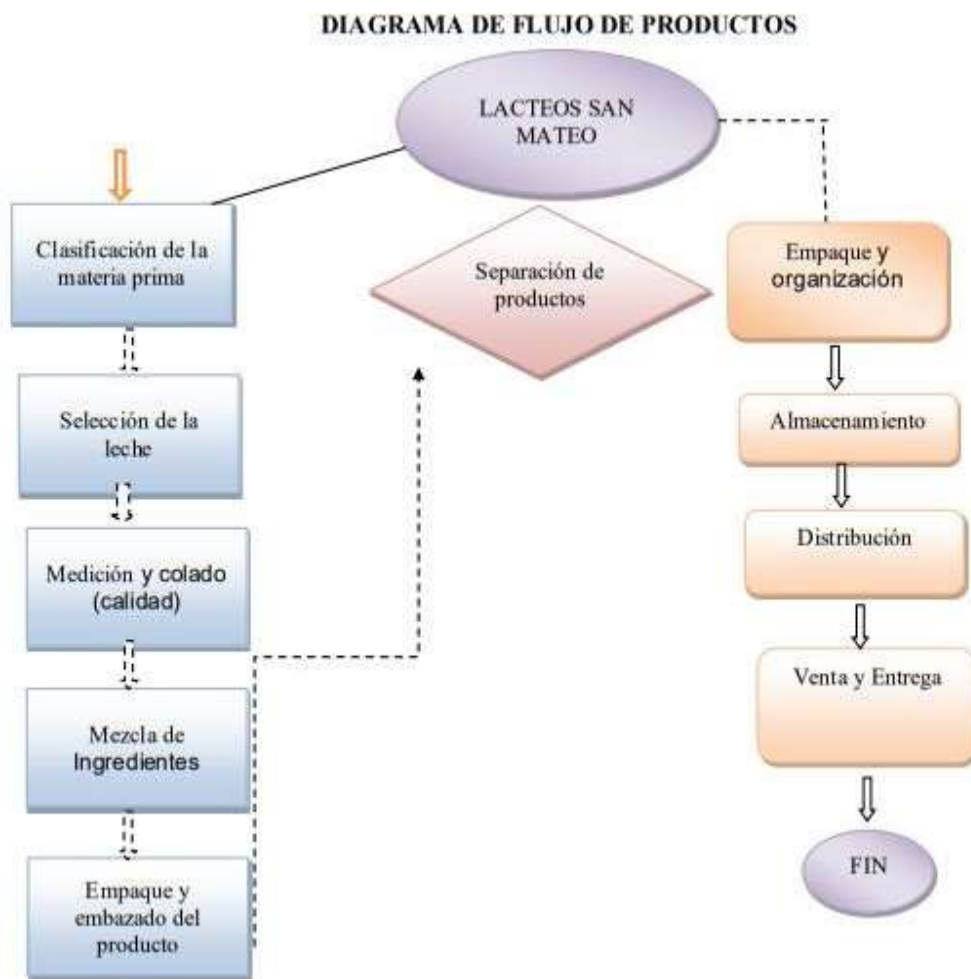 DIAGRAMA DE FLUJO DE PRODUCTOS
LACTEOS SAN
MATEO
Clasificación de la
materia prima
Selección de la
leche
Medición y colado
(calidad)
Mezcla de
Ingredientes
Empaque y
embazado del
producto
Separación de
productos
Empaque y
organización
Almacenamiento
Distribución
Venta y Entrega
FIN